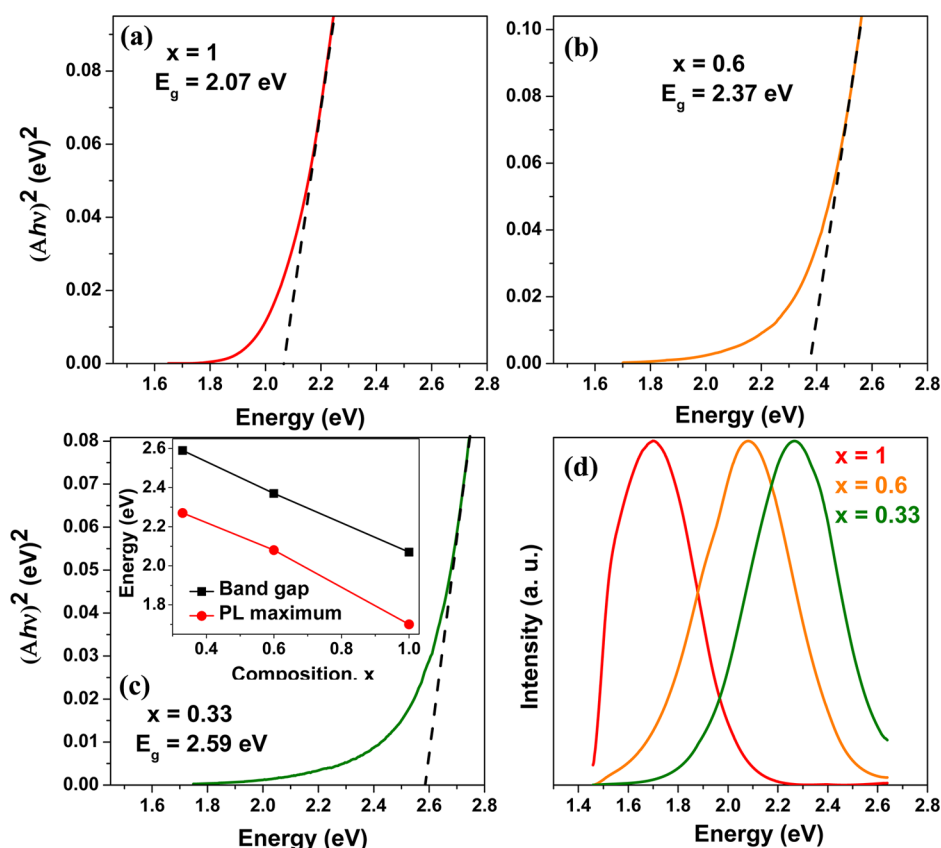 (a)
x = 1
E_g = 2.07 eV
(Ahν)² (eV)²
0.08
0.06
0.04
0.02
0.00
1.6 1.8 2.0 2.2 2.4 2.6 2.8
Energy (eV)
(b)
x = 0.6
E_g = 2.37 eV
0.10
0.08
0.06
0.04
0.02
0.00
1.6 1.8 2.0 2.2 2.4 2.6 2.8
Energy (eV)
(c)
x = 0.33
E_g = 2.59 eV
(Ahν)² (eV)²
0.08
0.07
0.06
0.05
0.04
0.03
0.02
0.01
0.00
1.6 1.8 2.0 2.2 2.4 2.6 2.8
Energy (eV)
Energy (eV)
2.6
2.4
2.2
2.0
1.8
Band gap
PL maximum
0.4 0.6 0.8 1.0
Composition, x
(d)
x = 1
x = 0.6
x = 0.33
Intensity (a. u.)
1.4 1.6 1.8 2.0 2.2 2.4 2.6 2.8
Energy (eV)